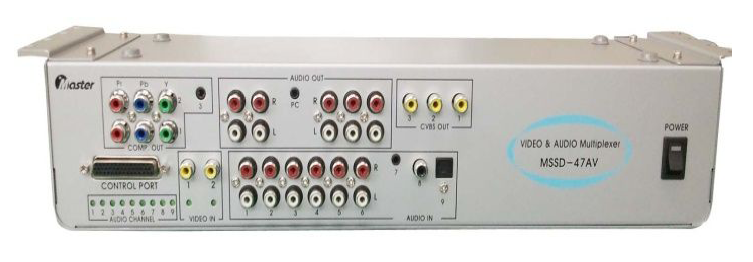 master
Pr Pb Y
2
1
COMP. OUT
3
AUDIO OUT
R PC R
L L
3 2 1
CVBS OUT
VIDEO & AUDIO Multiplexer
MSSD-47AV
POWER
CONTROL PORT
1 2 3 4 5 6 7 8 9
AUDIO CHANNEL
1 2
VIDEO IN
R
L
1 2 3 4 5 6
7
8
9
AUDIO IN